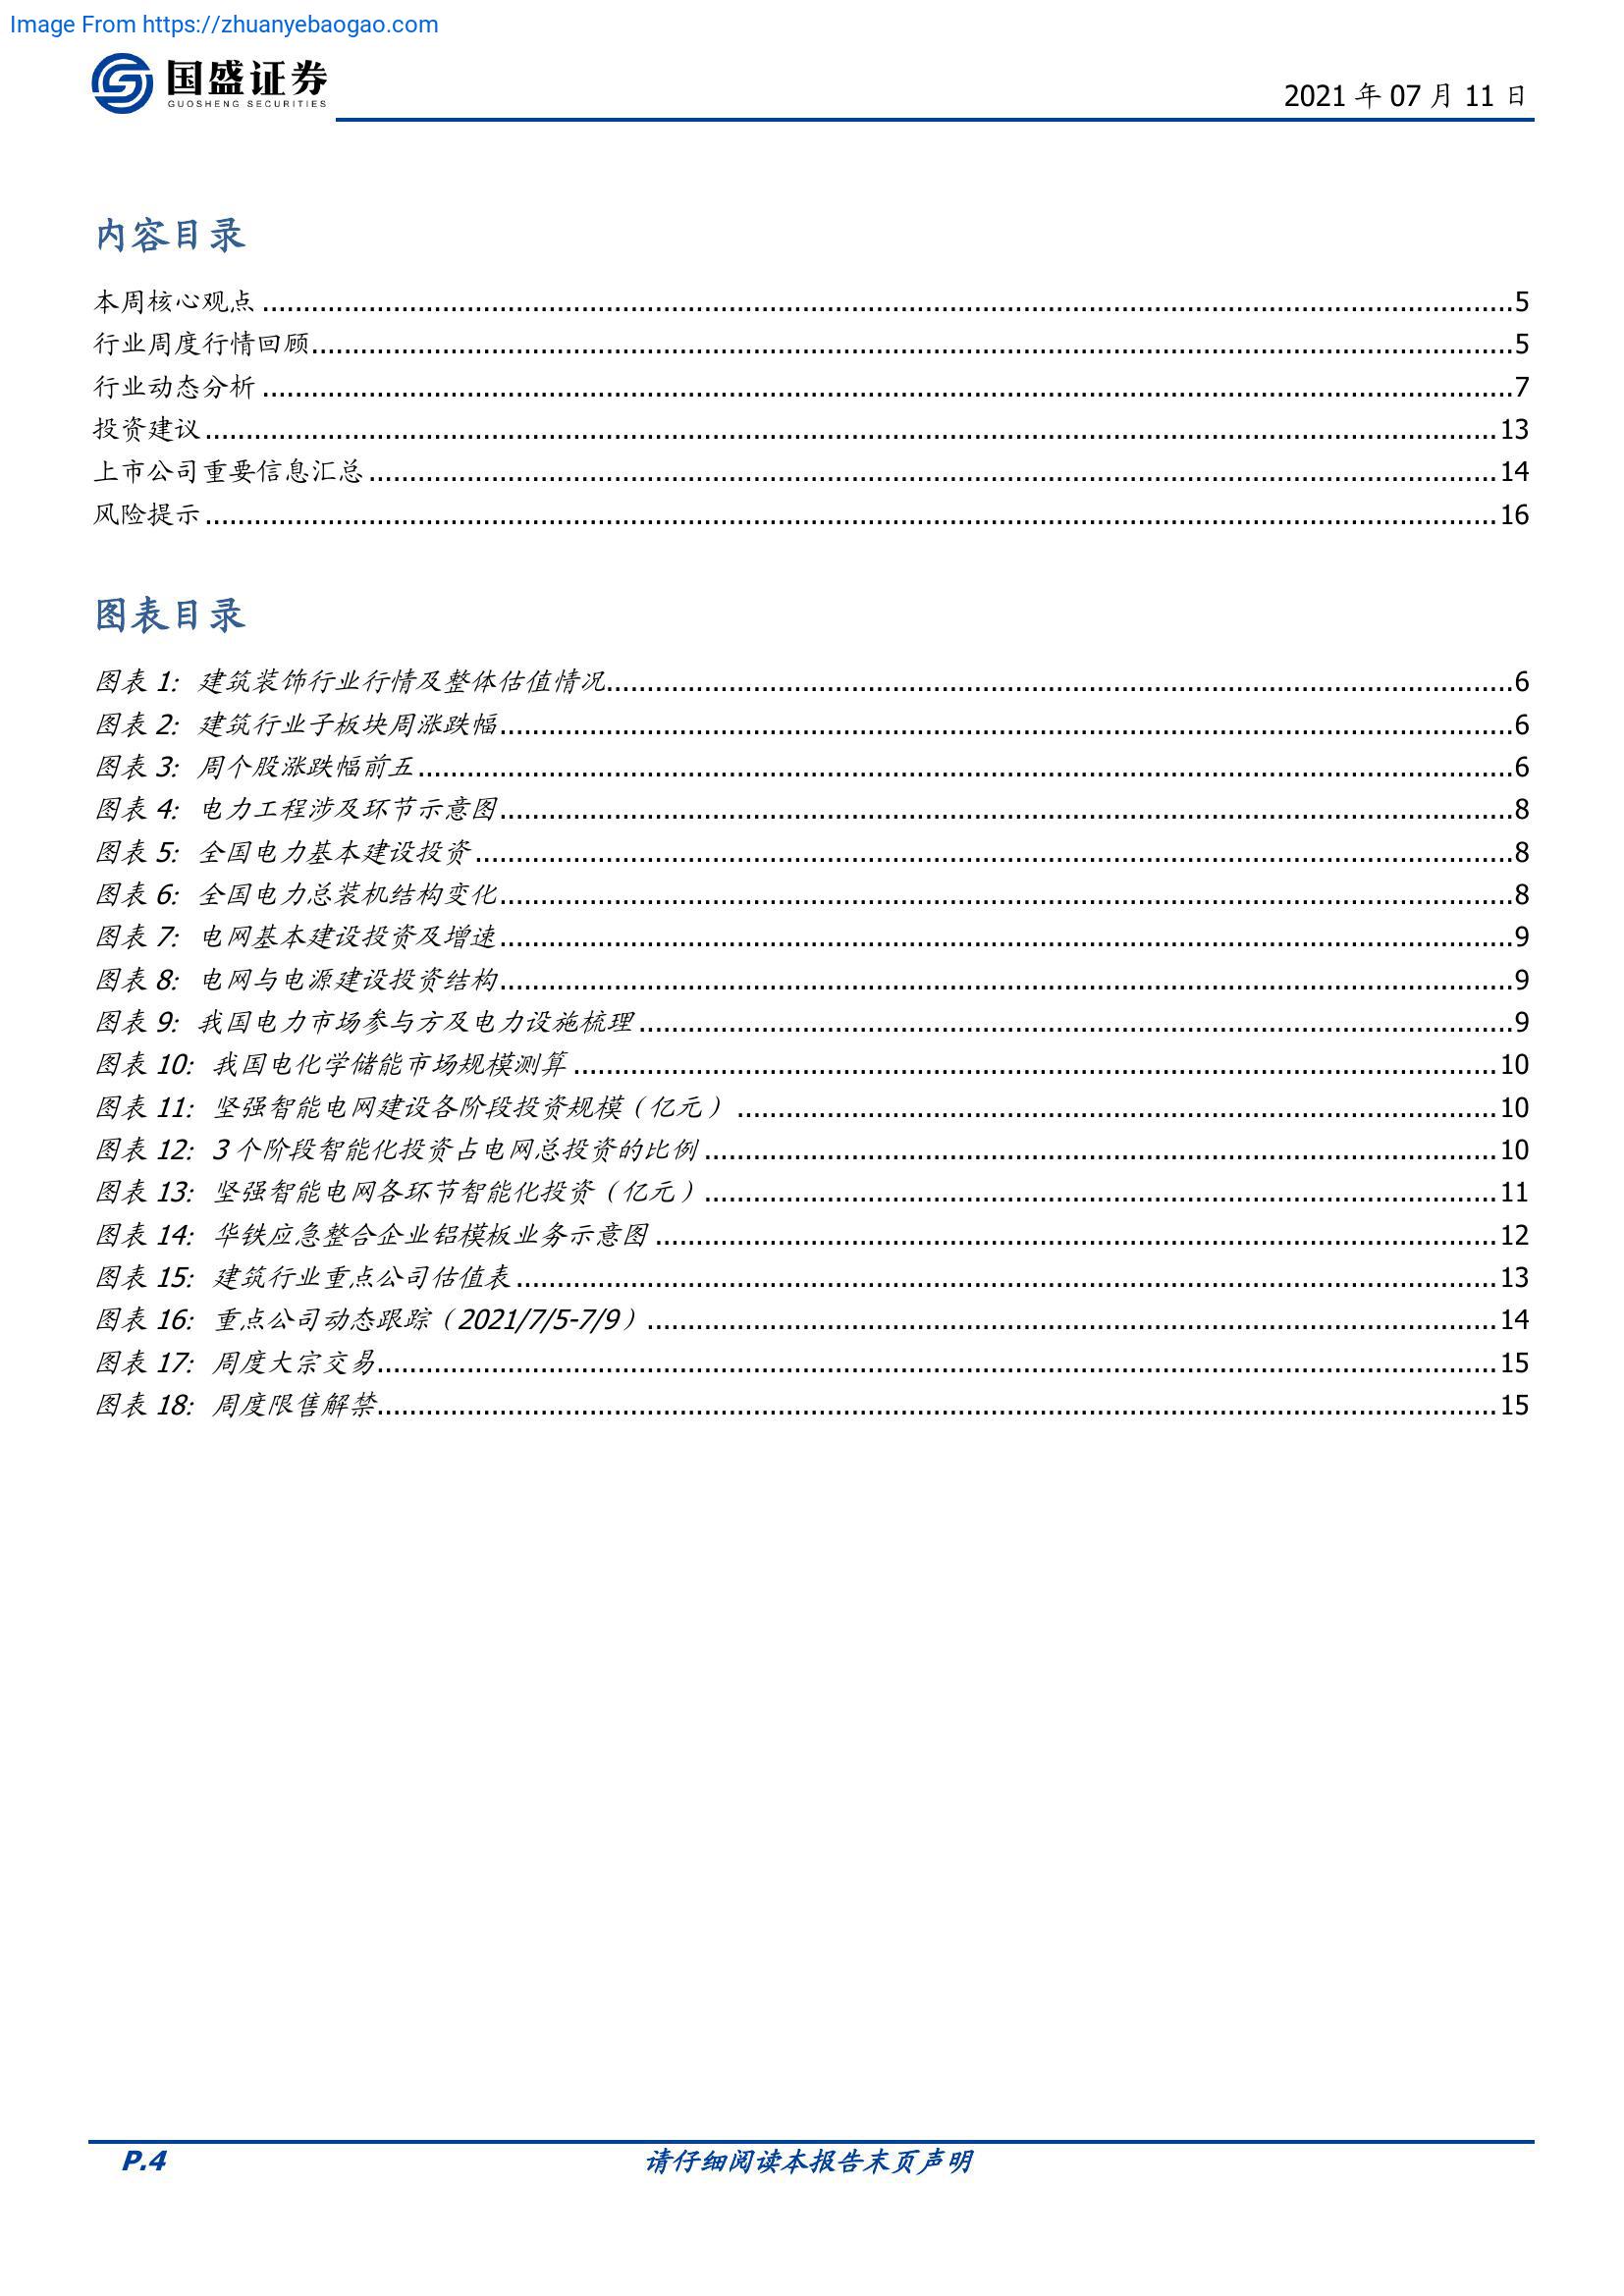 Image From https://zhuanyebaogao.com
国盛证券
GUOSHENG SECURITIES
2021 年 07 月 11 日
内容目录
本周核心观点 ........ 5
行业周度行情回顾 ........ 5
行业动态分析 ........ 7
投资建议 ........ 13
上市公司重要信息汇总 ........ 14
风险提示 ........ 16
图表目录
图表 1: 建筑装饰行业行情及整体估值情况 ........ 6
图表 2: 建筑行业子板块周涨跌幅 ........ 6
图表 3: 周个股涨跌幅前五 ........ 6
图表 4: 电力工程涉及环节示意图 ........ 8
图表 5: 全国电力基本建设投资 ........ 8
图表 6: 全国电力总装机结构变化 ........ 8
图表 7: 电网基本建设投资及增速 ........ 9
图表 8: 电网与电源建设投资结构 ........ 9
图表 9: 我国电力市场参与方及电力设施梳理 ........ 9
图表 10: 我国电化学储能市场规模测算 ........ 10
图表 11: 坚强智能电网建设各阶段投资规模（亿元） ........ 10
图表 12: 3 个阶段智能化投资占电网总投资的比例 ........ 10
图表 13: 坚强智能电网各环节智能化投资（亿元） ........ 11
图表 14: 华铁应急整合企业铝模板业务示意图 ........ 12
图表 15: 建筑行业重点公司估值表 ........ 13
图表 16: 重点公司动态跟踪（2021/7/5-7/9） ........ 14
图表 17: 周度大宗交易 ........ 15
图表 18: 周度限售解禁 ........ 15
P.4
请仔细阅读本报告末页声明